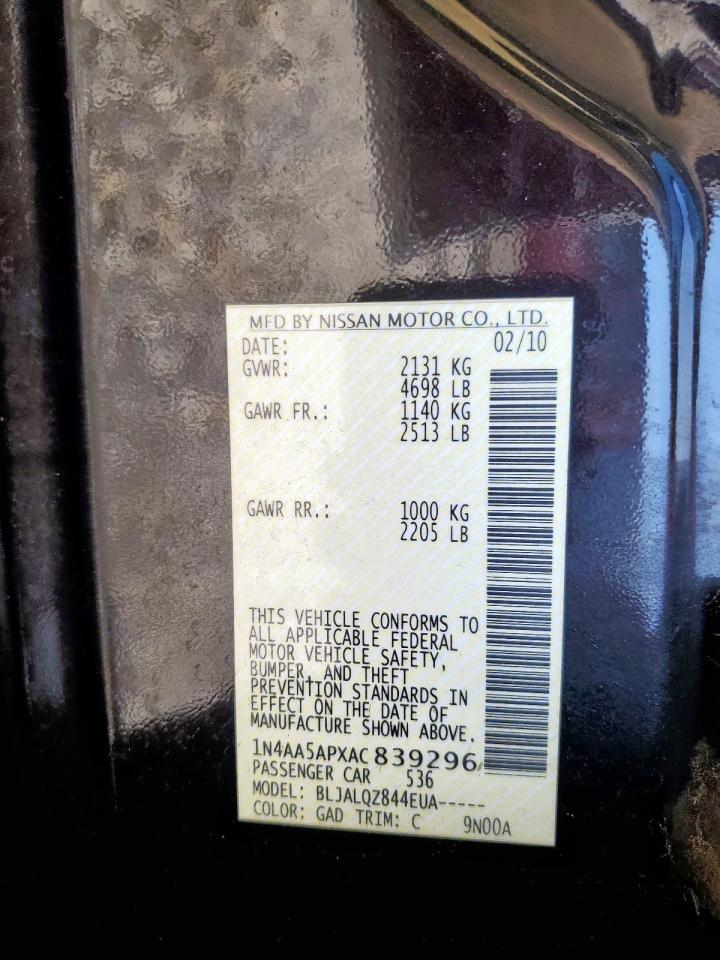 MFD BY NISSAN MOTOR CO., LTD.
DATE: 02/10
GVWR: 2131 KG
4698 LB
GAWR FR.: 1140 KG
2513 LB
GAWR RR.: 1000 KG
2205 LB
THIS VEHICLE CONFORMS TO
ALL APPLICABLE FEDERAL
MOTOR VEHICLE SAFETY,
BUMPER, AND THEFT
PREVENTION STANDARDS IN
EFFECT ON THE DATE OF
MANUFACTURE SHOWN ABOVE.
1N4AA5APXAC839296
PASSENGER CAR 536
MODEL: BLJALQZ844EUA-----
COLOR: GAD TRIM: C 9N00A